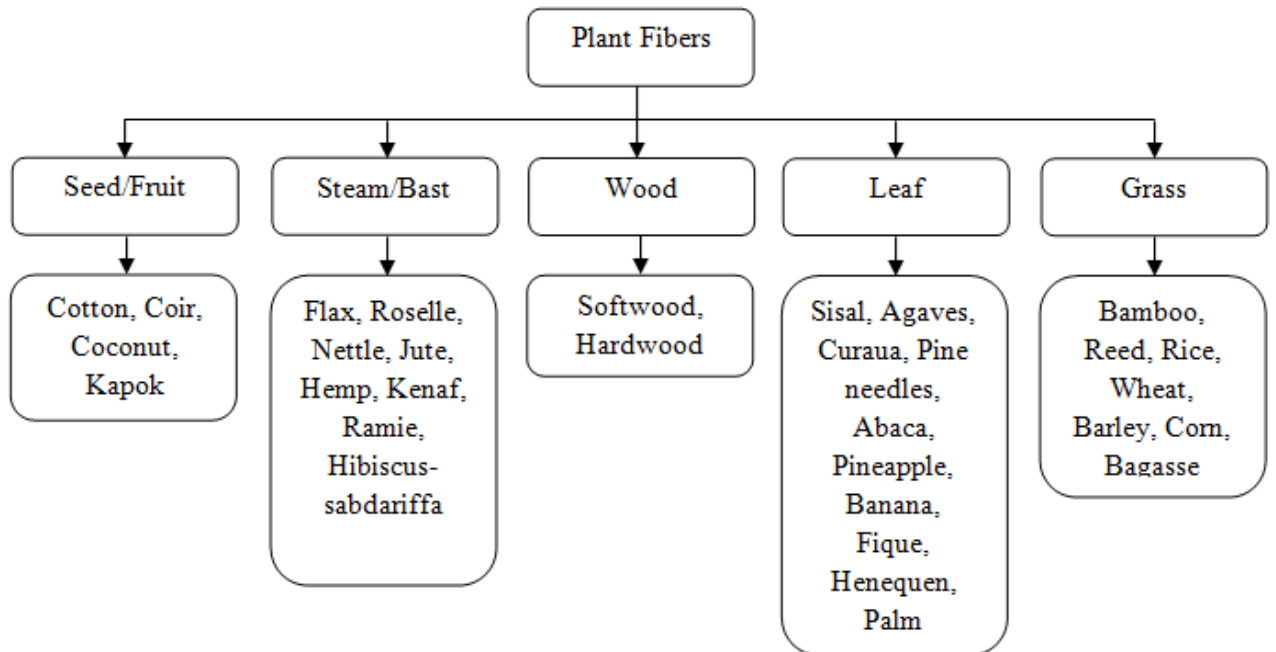 Plant Fibers
Seed/Fruit
Steam/Bast
Wood
Leaf
Grass
Cotton, Coir,
Coconut,
Kapok
Flax, Roselle,
Nettle, Jute,
Hemp, Kenaf,
Ramie,
Hibiscus-
sabdariffa
Softwood,
Hardwood
Sisal, Agaves,
Curaua, Pine
needles,
Abaca,
Pineapple,
Banana,
Fique,
Henequen,
Palm
Bamboo,
Reed, Rice,
Wheat,
Barley, Corn,
Bagasse